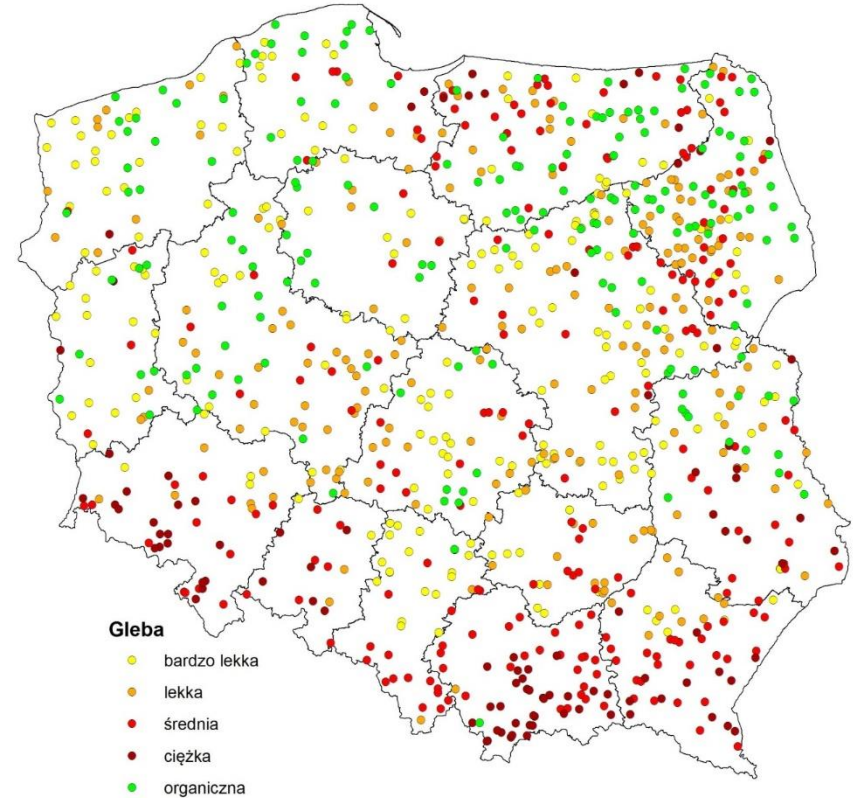 Gleba
bardzo lekka
lekka
średnia
ciężka
organiczna